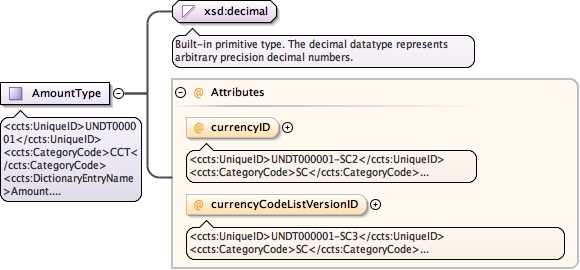 xsd:decimal
Built-in primitive type. The decimal datatype represents
arbitrary precision decimal numbers.
AmountType
<ccts:UniqueID>UNDT0000
01</ccts:UniqueID>
<ccts:CategoryCode>CCT<
/ccts:CategoryCode>
<ccts:DictionaryEntryName
>Amount....
@ Attributes
@ currencyID
<ccts:UniqueID>UNDT000001-SC2</ccts:UniqueID>
<ccts:CategoryCode>SC</ccts:CategoryCode>...
@ currencyCodeListVersionID
<ccts:UniqueID>UNDT000001-SC3</ccts:UniqueID>
<ccts:CategoryCode>SC</ccts:CategoryCode>...